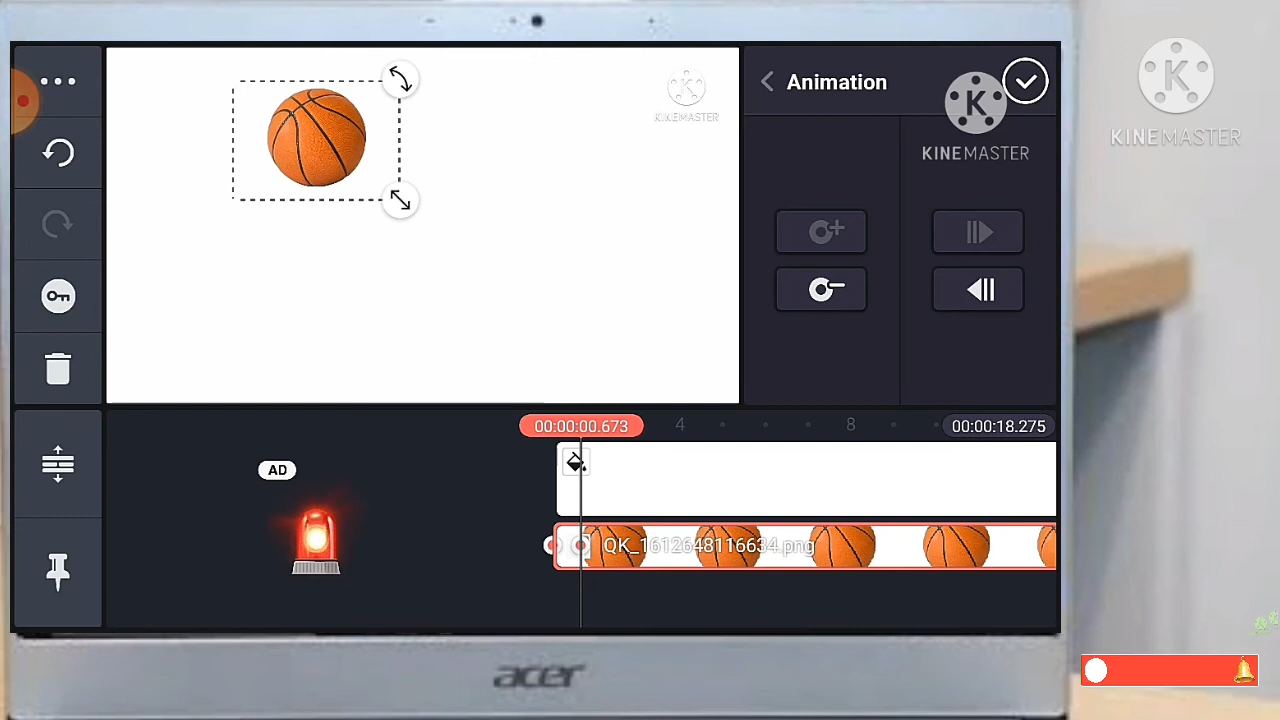 Animation
KINEMASTER
KINEMASTER
KINEMASTER
00:00:00.673
4
8
00:00:18.275
AD
QK_1612648116634.png
acer